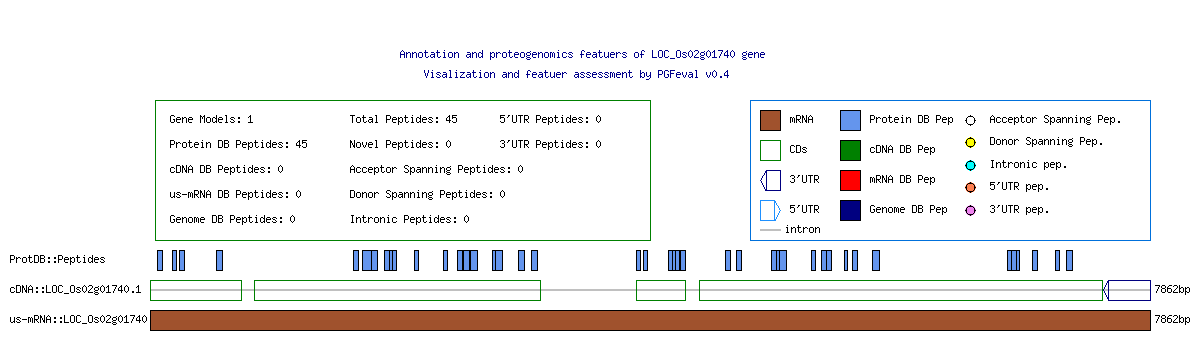 Annotation and proteogenomics featuers of LOC_Os02g01740 gene
Visalization and featuer assessment by PGFeval v0.4
Gene Models: 1 Total Peptides: 45 5'UTR Peptides: 0
Protein DB Peptides: 45 Novel Peptides: 0 3'UTR Peptides: 0
cDNA DB Peptides: 0 Acceptor Spanning Peptides: 0
us-mRNA DB Peptides: 0 Donor Spanning Peptides: 0
Genome DB Peptides: 0 Intronic Peptides: 0
mRNA Protein DB Pep Acceptor Spanning Pep.
CDs cDNA DB Pep Donor Spanning Pep.
3'UTR mRNA DB Pep Intronic pep.
5'UTR Genome DB Pep 5'UTR pep.
intron 3'UTR pep.
ProtDB::Peptides
cDNA::LOC_Os02g01740.1 7862bp
us-mRNA::LOC_Os02g01740 7862bp